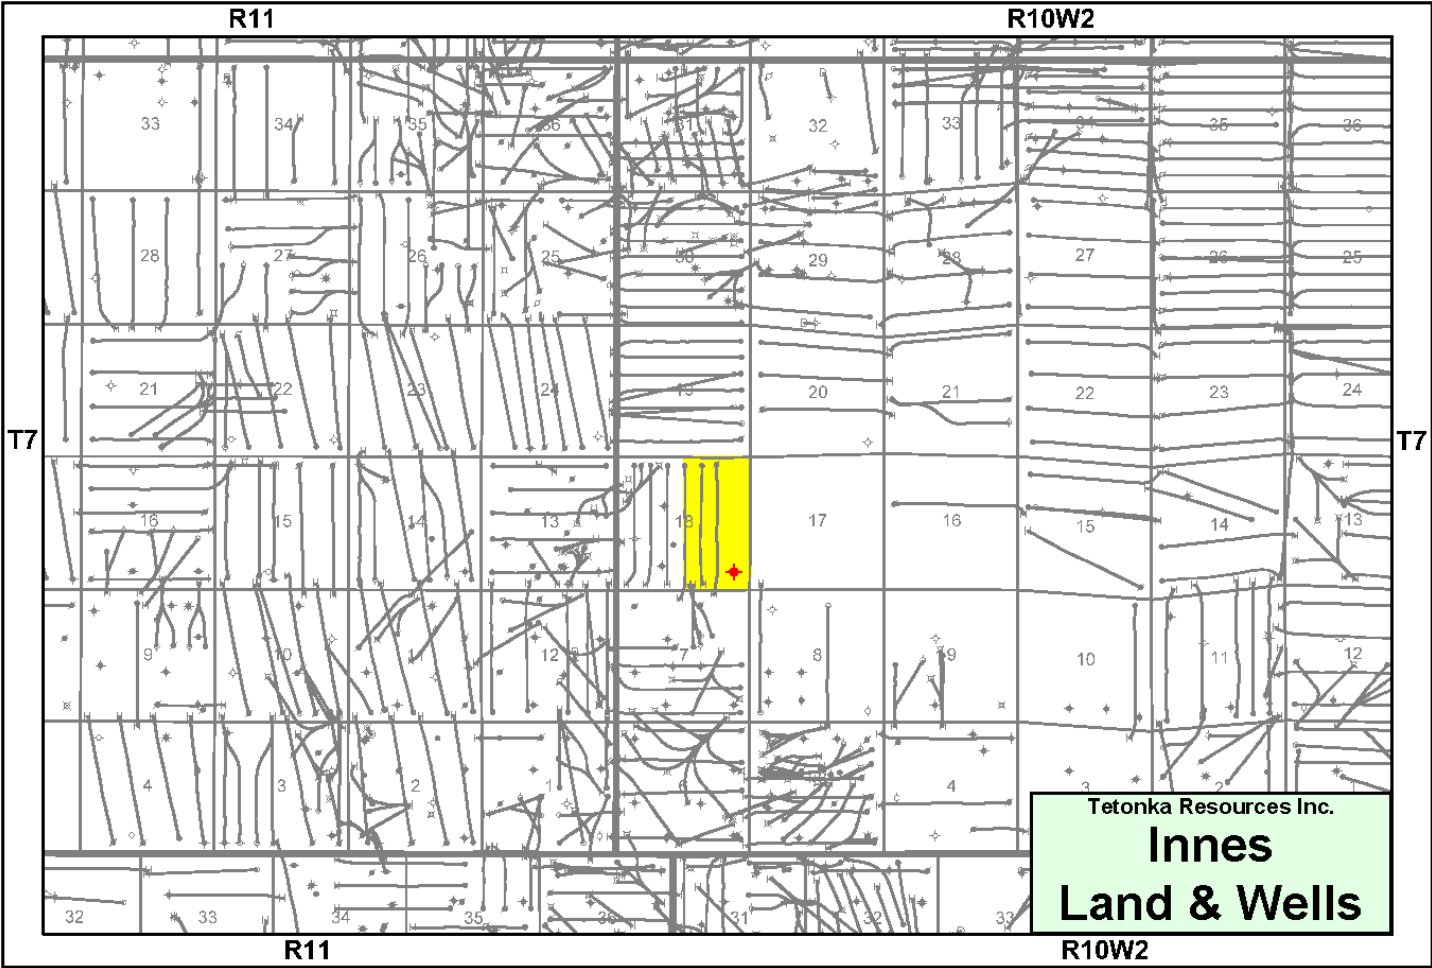 R11 R10W2
33 34 35 36 31 32 33 34 35 36
28 27 26 25 30 29 28 27 26 25
21 22 23 24 19 20 21 22 23 24
T7 T7
16 15 14 13 18 17 16 15 14 13
9 10 11 12 7 8 9 10 11 12
4 3 2 1 6 4 3 2
Tetonka Resources Inc.
Innes
Land & Wells
32 33 34 35 36 31 32 33
R11 R10W2